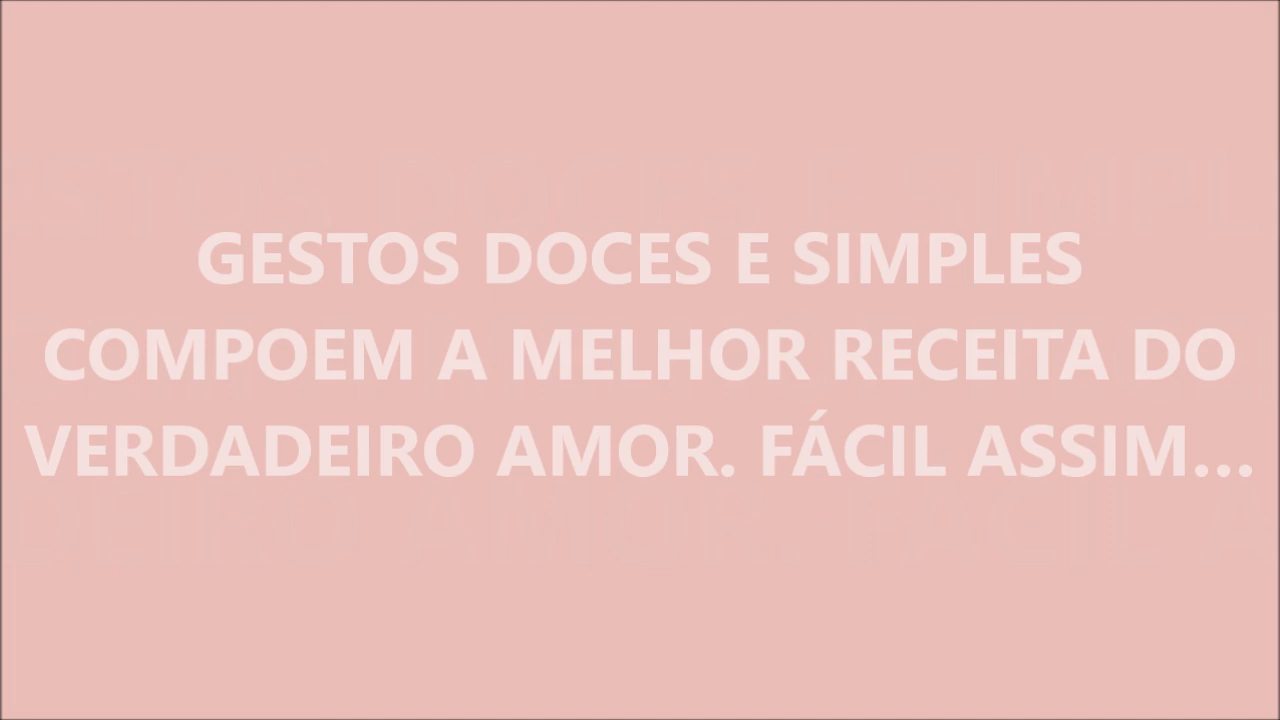 GESTOS DOCES E SIMPLES
COMPOEM A MELHOR RECEITA DO
VERDADEIRO AMOR. FÁCIL ASSIM...